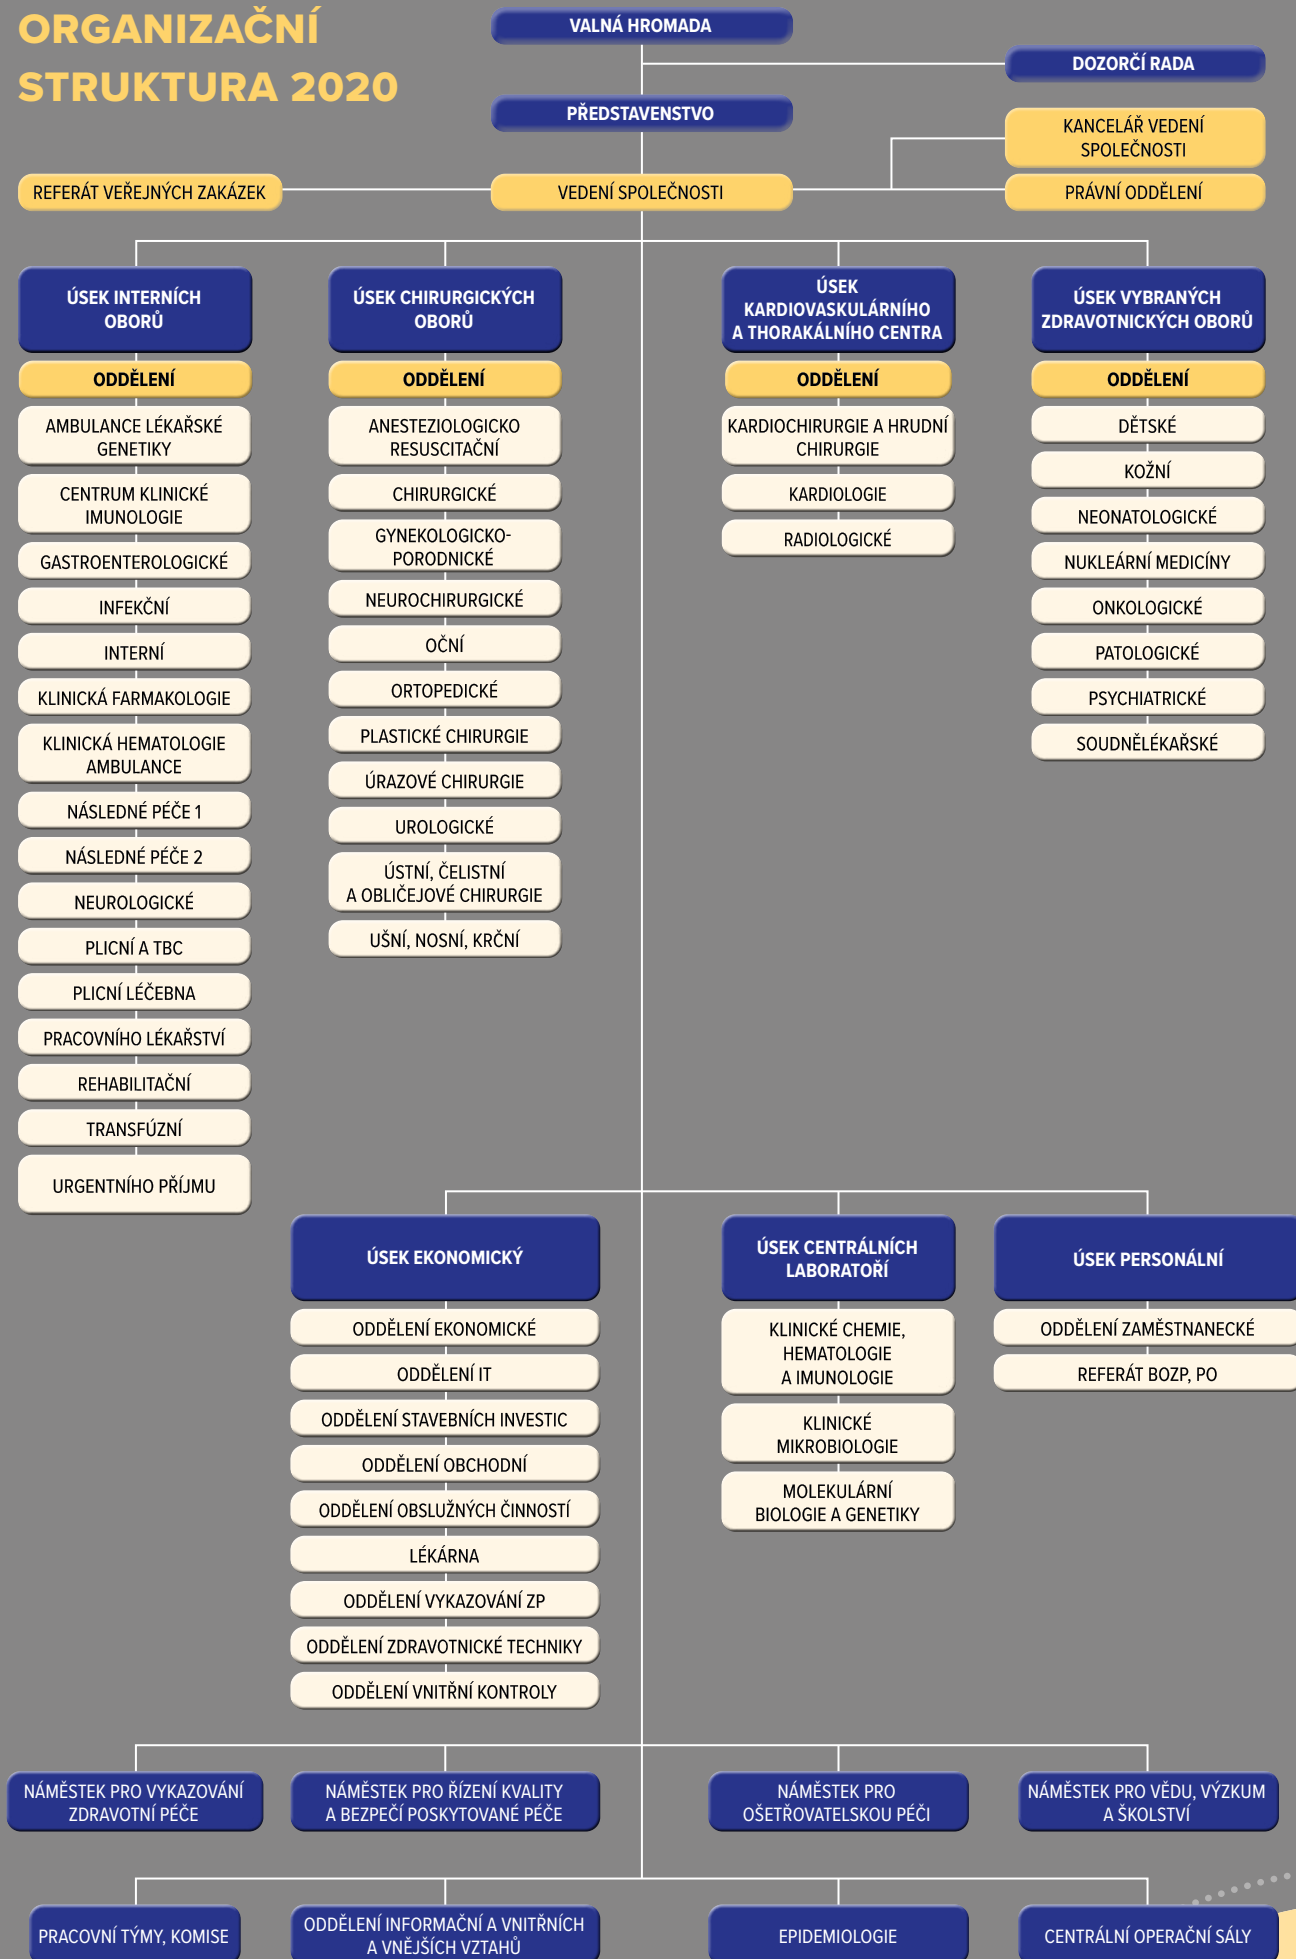 ORGANIZAČNÍ
STRUKTURA 2020
VALNÁ HROMADA
DOZORČÍ RADA
PŘEDSTAVENSTVO
KANCELÁŘ VEDENÍ
SPOLEČNOSTI
REFERÁT VEŘEJNÝCH ZAKÁZEK
VEDENÍ SPOLEČNOSTI
PRÁVNÍ ODDĚLENÍ
ÚSEK INTERNÍCH
OBORŮ
ODDĚLENÍ
AMBULANCE LÉKAŘSKÉ
GENETIKY
CENTRUM KLINICKÉ
IMUNOLOGIE
GASTROENTEROLOGICKÉ
INFEKČNÍ
INTERNÍ
KLINICKÁ FARMAKOLOGIE
KLINICKÁ HEMATOLOGIE
AMBULANCE
NÁSLEDNÉ PÉČE 1
NÁSLEDNÉ PÉČE 2
NEUROLOGICKÉ
PLICNÍ A TBC
PLICNÍ LÉČEBNA
PRACOVNÍHO LÉKAŘSTVÍ
REHABILITAČNÍ
TRANSFÚZNÍ
URGENTNÍHO PŘÍJMU
ÚSEK CHIRURGICKÝCH
OBORŮ
ODDĚLENÍ
ANESTEZIOLOGICKO
RESUSCITAČNÍ
CHIRURGICKÉ
GYNEKOLOGICKO-
PORODNICKÉ
NEUROCHIRURGICKÉ
OČNÍ
ORTOPEDICKÉ
PLASTICKÉ CHIRURGIE
ÚRAZOVÉ CHIRURGIE
UROLOGICKÉ
ÚSTNÍ, ČELISTNÍ
A OBLIČEJOVÉ CHIRURGIE
UŠNÍ, NOSNÍ, KRČNÍ
ÚSEK
KARDIOVASKULÁRNÍHO
A THORAKÁLNÍHO CENTRA
ODDĚLENÍ
KARDIOCHIRURGIE A HRUDNÍ
CHIRURGIE
KARDIOLOGIE
RADIOLOGICKÉ
ÚSEK VYBRANÝCH
ZDRAVOTNICKÝCH OBORŮ
ODDĚLENÍ
DĚTSKÉ
KOŽNÍ
NEONATOLOGICKÉ
NUKLEÁRNÍ MEDICÍNY
ONKOLOGICKÉ
PATOLOGICKÉ
PSYCHIATRICKÉ
SOUDNĚLÉKAŘSKÉ
ÚSEK EKONOMICKÝ
ODDĚLENÍ EKONOMICKÉ
ODDĚLENÍ IT
ODDĚLENÍ STAVEBNÍCH INVESTIC
ODDĚLENÍ OBCHODNÍ
ODDĚLENÍ OBSLUŽNÝCH ČINNOSTÍ
LÉKÁRNA
ODDĚLENÍ VYKAZOVÁNÍ ZP
ODDĚLENÍ ZDRAVOTNICKÉ TECHNIKY
ODDĚLENÍ VNITŘNÍ KONTROLY
ÚSEK CENTRÁLNÍCH
LABORATOŘÍ
KLINICKÉ CHEMIE,
HEMATOLOGIE
A IMUNOLOGIE
KLINICKÉ
MIKROBIOLOGIE
MOLEKULÁRNÍ
BIOLOGIE A GENETIKY
ÚSEK PERSONÁLNÍ
ODDĚLENÍ ZAMĚSTNANECKÉ
REFERÁT BOZP, PO
NÁMĚSTEK PRO VYKAZOVÁNÍ
ZDRAVOTNÍ PÉČE
NÁMĚSTEK PRO ŘÍZENÍ KVALITY
A BEZPEČÍ POSKYTOVANÉ PÉČE
NÁMĚSTEK PRO
OŠETŘOVATELSKOU PÉČI
NÁMĚSTEK PRO VĚDU, VÝZKUM
A ŠKOLSTVÍ
PRACOVNÍ TÝMY, KOMISE
ODDĚLENÍ INFORMAČNÍ A VNITŘNÍCH
A VNĚJŠÍCH VZTAHŮ
EPIDEMIOLOGIE
CENTRÁLNÍ OPERAČNÍ SÁLY